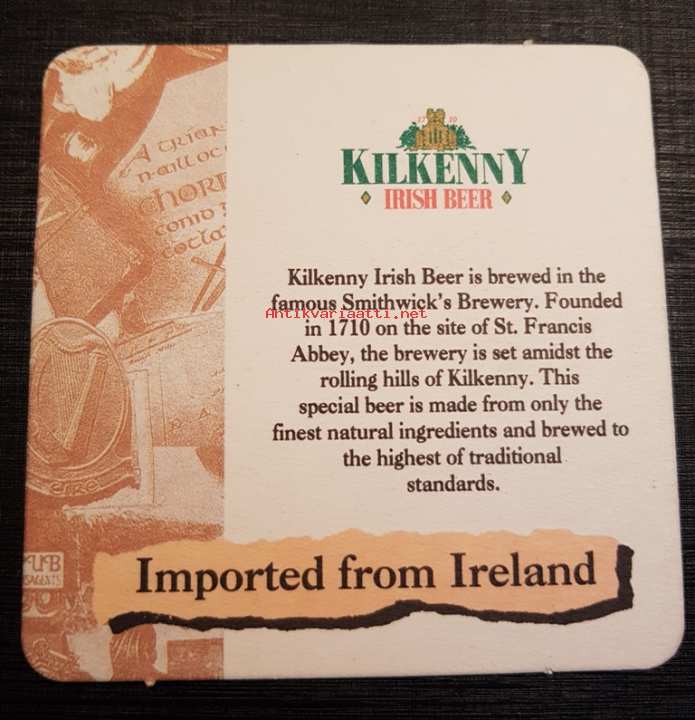 17 10
KILKENNY
IRISH BEER
Kilkenny Irish Beer is brewed in the
famous Smithwick's Brewery. Founded
Antikvariaatti.net
in 1710 on the site of St. Francis
Abbey, the brewery is set amidst the
rolling hills of Kilkenny. This
special beer is made from only the
finest natural ingredients and brewed to
the highest of traditional
standards.
Imported from Ireland
EIRE